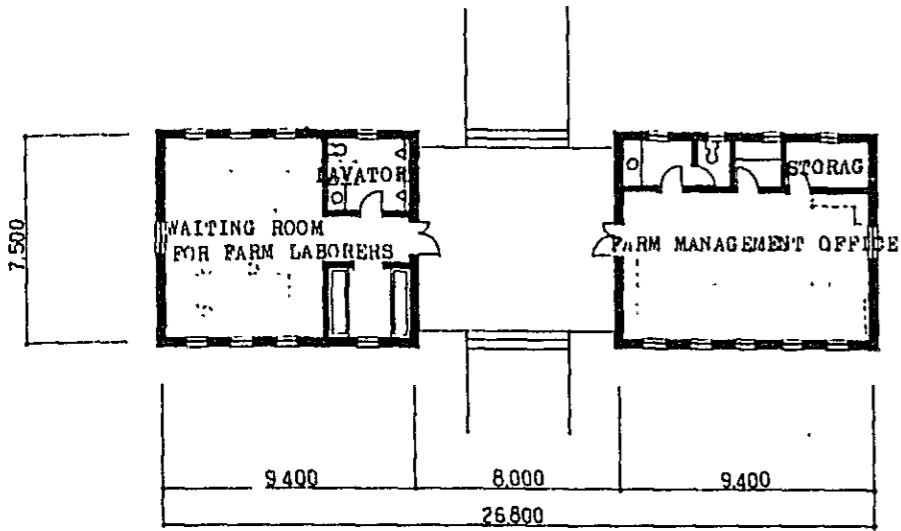 LAVATOR
STORAG
WAITING ROOM
FOR FARM LABORERS
FARM MANAGEMENT OFFICE
7,500
9,400
8,000
9,400
26,800